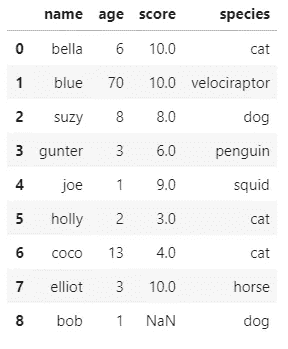 name age score species
0 bella 6 10.0 cat
1 blue 70 10.0 velociraptor
2 suzy 8 8.0 dog
3 gunter 3 6.0 penguin
4 joe 1 9.0 squid
5 holly 2 3.0 cat
6 coco 13 4.0 cat
7 elliot 3 10.0 horse
8 bob 1 NaN dog